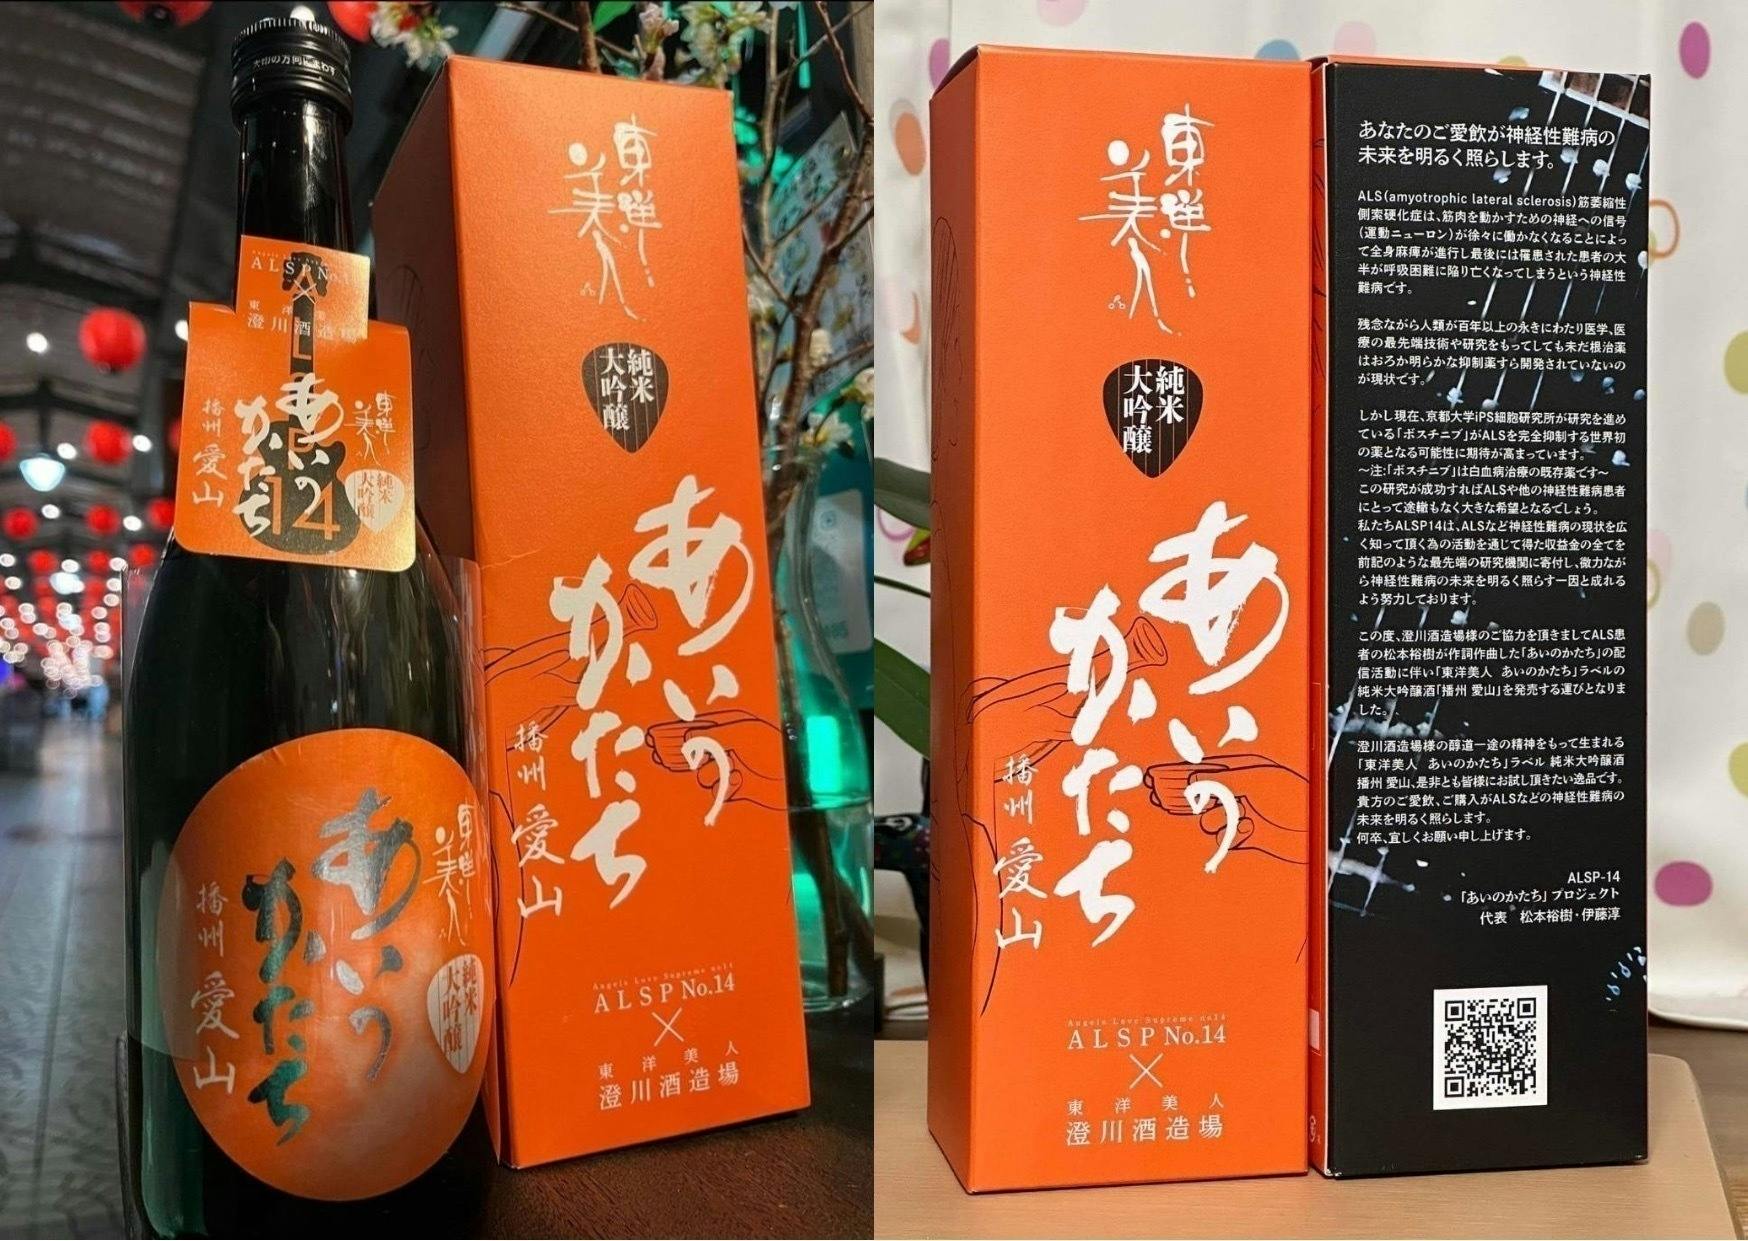 大印の方向にまわす
ALSP No.14
東洋美人
澄川酒造場
東洋美人
純米
大吟醸
あいの
かたち
播州
愛山
14
東洋美人
純米
大吟醸
あいの
かたち
播州
愛山
東洋美人
純米
大吟醸
あいの
かたち
播州
愛山
Angels Love Supreme no14
ALSP No.14
東洋美人
澄川酒造場
東洋美人
純米
大吟醸
あいの
かたち
播州
愛山
Angels Love Supreme no14
ALSP No.14
東洋美人
澄川酒造場
あなたのご愛飲が神経性難病の
未来を明るく照らします。
ALS(amyotrophic lateral sclerosis)筋萎縮性
側索硬化症は、筋肉を動かすための神経への信号
(運動ニューロン)が徐々に働かなくなることによっ
て全身麻痺が進行し最後には罹患された患者の大
半が呼吸困難に陥り亡くなってしまうという神経性
難病です。
残念ながら人類が百年以上の永きにわたり医学、医
療の最先端技術や研究をもってしても未だ根治薬
はおろか明らかな抑制薬すら開発されていないの
が現状です。
しかし現在、京都大学iPS細胞研究所が研究を進め
ている「ボスチニブ」がALSを完全抑制する世界初
の薬となる可能性に期待が高まっています。
〜注:「ボスチニブ」は白血病治療の既存薬です〜
この研究が成功すればALSや他の神経性難病患者
にとって途轍もなく大きな希望となるでしょう。
私たちALSP14は、ALSなど神経性難病の現状を広
く知って頂く為の活動を通じて得た収益金の全てを
前記のような最先端の研究機関に寄付し、微力なが
ら神経性難病の未来を明るく照らす一因と成れる
よう努力しております。
この度、澄川酒造場様のご協力を頂きましてALS患
者の松本裕樹が作詞作曲した「あいのかたち」の配
信活動に伴い「東洋美人 あいのかたち」ラベルの
純米大吟醸酒「播州 愛山」を発売する運びとなりま
した。
澄川酒造場様の醇道一途の精神をもって生まれる
「東洋美人 あいのかたち」ラベル 純米大吟醸酒
播州 愛山、是非とも皆様にお試し頂きたい逸品です。
貴方のご愛飲、ご購入がALSなどの神経性難病の
未来を明るく照らします。
何卒、宜しくお願い申し上げます。
ALSP-14
「あいのかたち」プロジェクト
代表 松本裕樹・伊藤淳